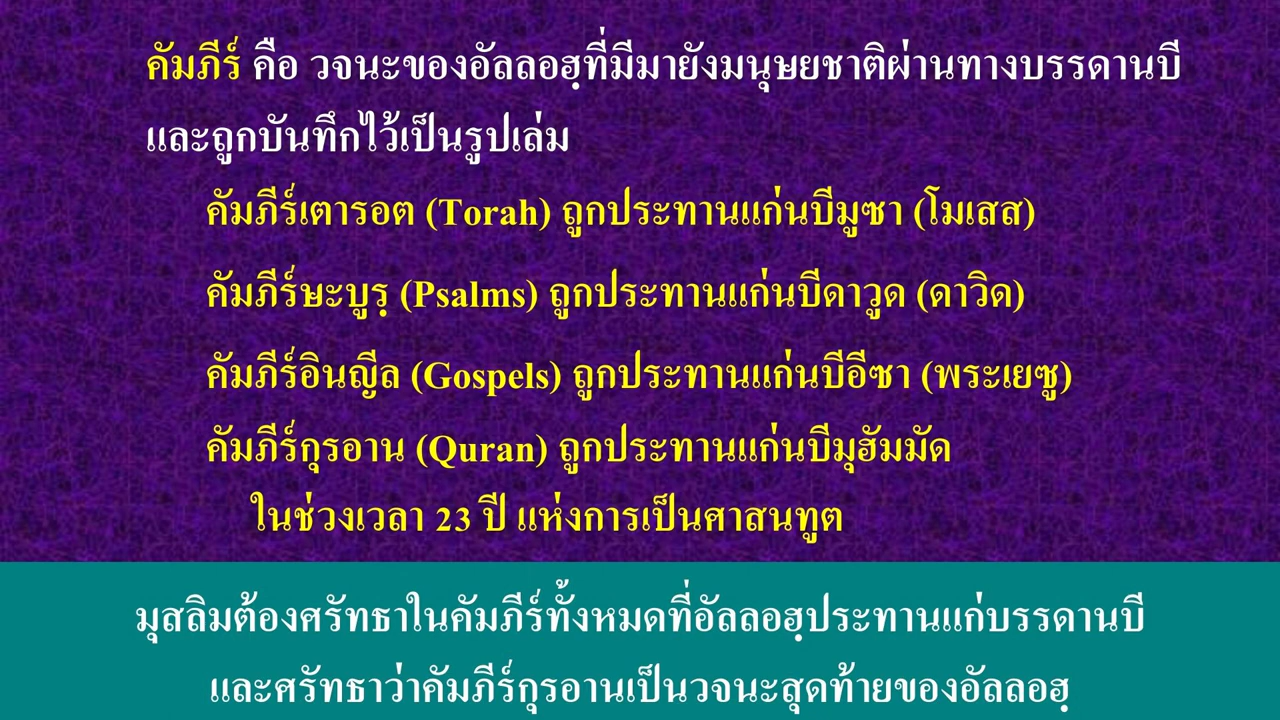 คัมภีร์ คือ วจนะของอัลลอฮฺที่มีมายังมนุษยชาติผ่านทางบรรดานบี
และถูกบันทึกไว้เป็นรูปเล่ม
คัมภีร์เตารอต (Torah) ถูกประทานแก่นบีมูซา (โมเสส)
คัมภีร์ษะบูรฺ (Psalms) ถูกประทานแก่นบีดาวูด (ดาวิด)
คัมภีร์อินญีล (Gospels) ถูกประทานแก่นบีอีซา (พระเยซู)
คัมภีร์กุรอาน (Quran) ถูกประทานแก่นบีมุฮัมมัด
ในช่วงเวลา 23 ปี แห่งการเป็นศาสนทูต
มุสลิมต้องศรัทธาในคัมภีร์ทั้งหมดที่อัลลอฮฺประทานแก่บรรดานบี
และศรัทธาว่าคัมภีร์กุรอานเป็นวจนะสุดท้ายของอัลลอฮฺ